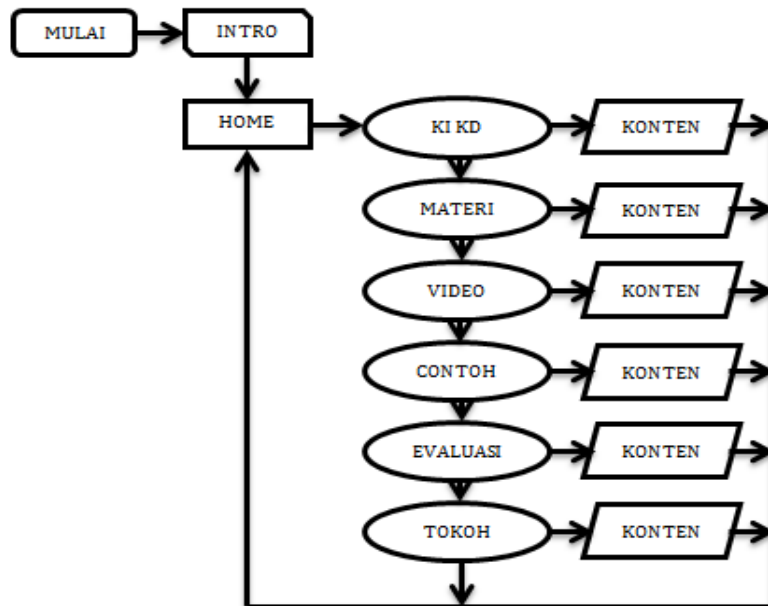 MULAI
INTRO
HOME
KI KD
KONTEN
MATERI
KONTEN
VIDEO
KONTEN
CONTOH
KONTEN
EVALUASI
KONTEN
TOKOH
KONTEN